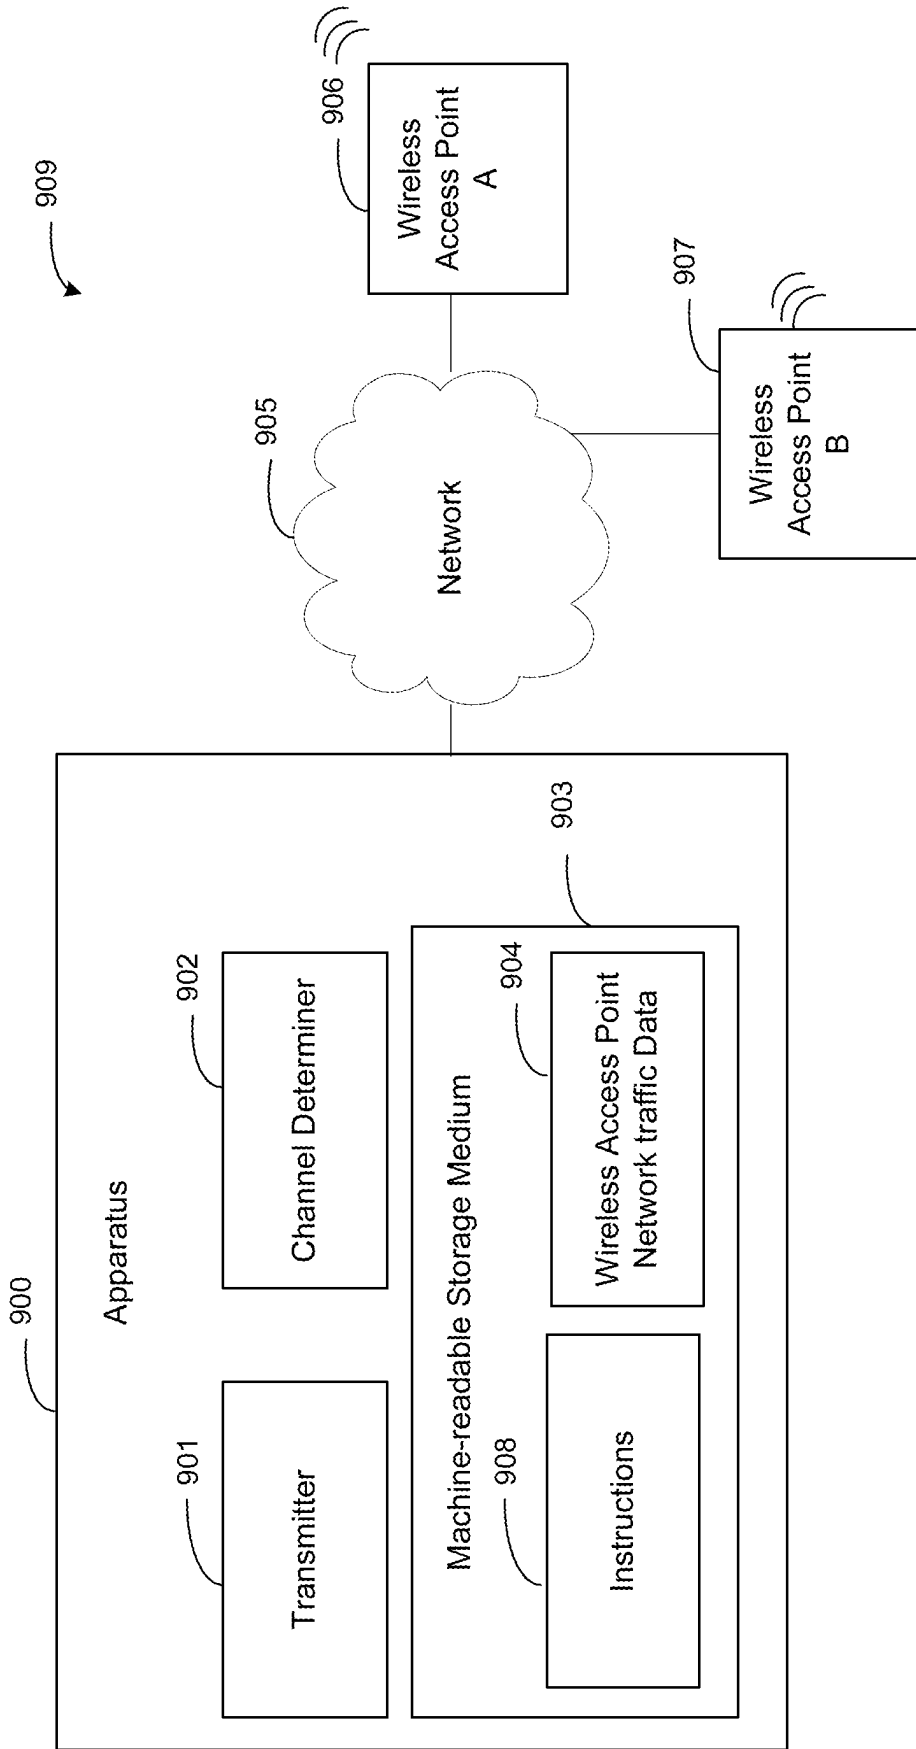 909
900
Apparatus
901
Transmitter
902
Channel Determiner
903
Machine-readable Storage Medium
908
Instructions
904
Wireless Access Point
Network traffic Data
905
Network
906
Wireless
Access Point
A
907
Wireless
Access Point
B